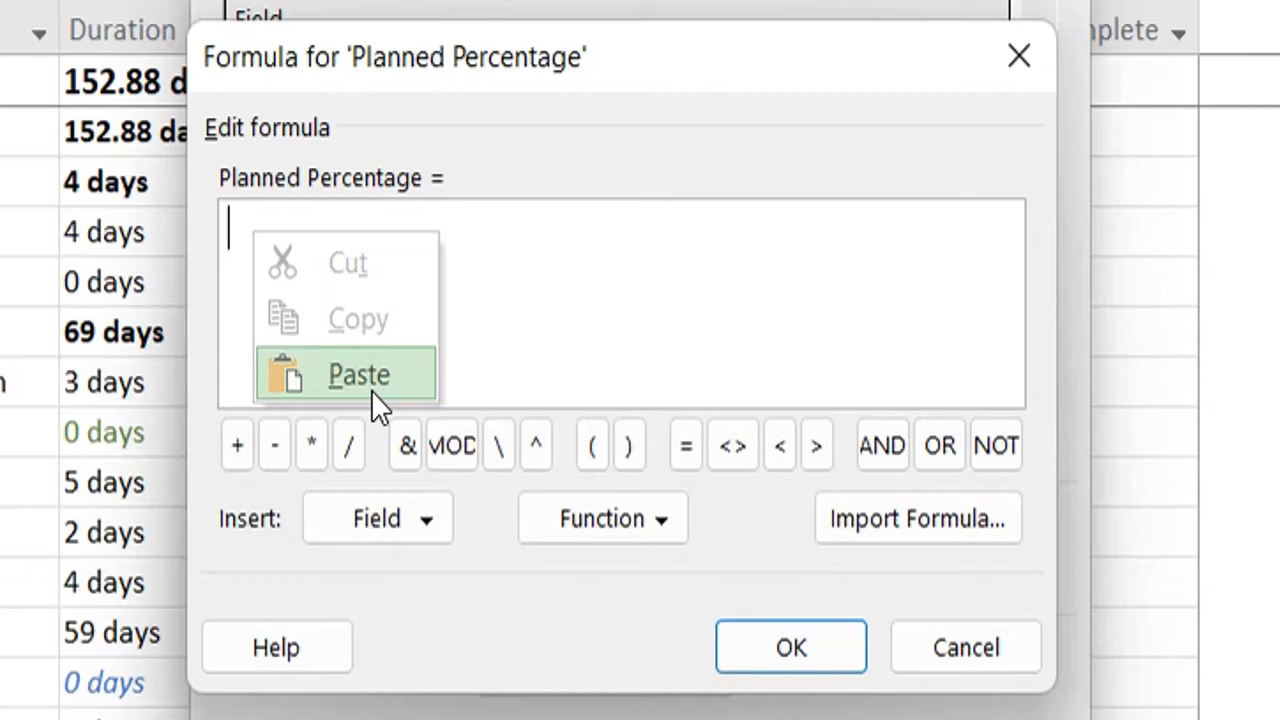 Field
Duration
plete
Formula for 'Planned Percentage'
152.88 d
Edit formula
152.88 da
Planned Percentage =
4 days
4 days
Cut
0 days
Copy
69 days
Paste
n
3 days
0 days
+ - * / & MOD \ ^ ( ) = <> < > AND OR NOT
5 days
Insert: Field Function Import Formula...
2 days
4 days
59 days
Help OK Cancel
0 days